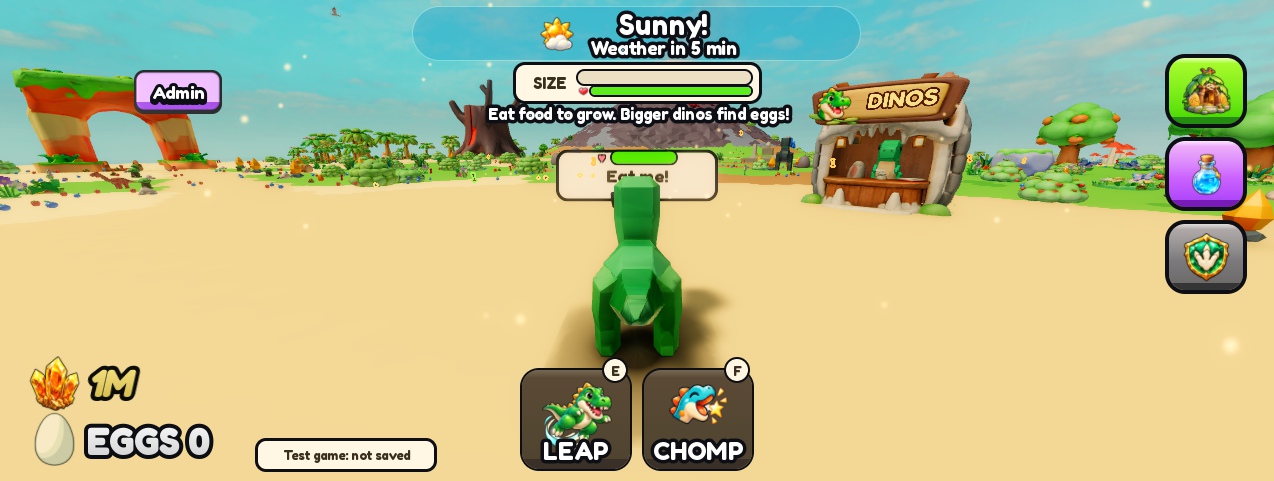 Sunny!
Weather in 5 min
SIZE
Admin
Eat food to grow. Bigger dinos find eggs!
DINOS
Eat me!
1M
EGGS 0
Test game: not saved
E
F
LEAP
CHOMP